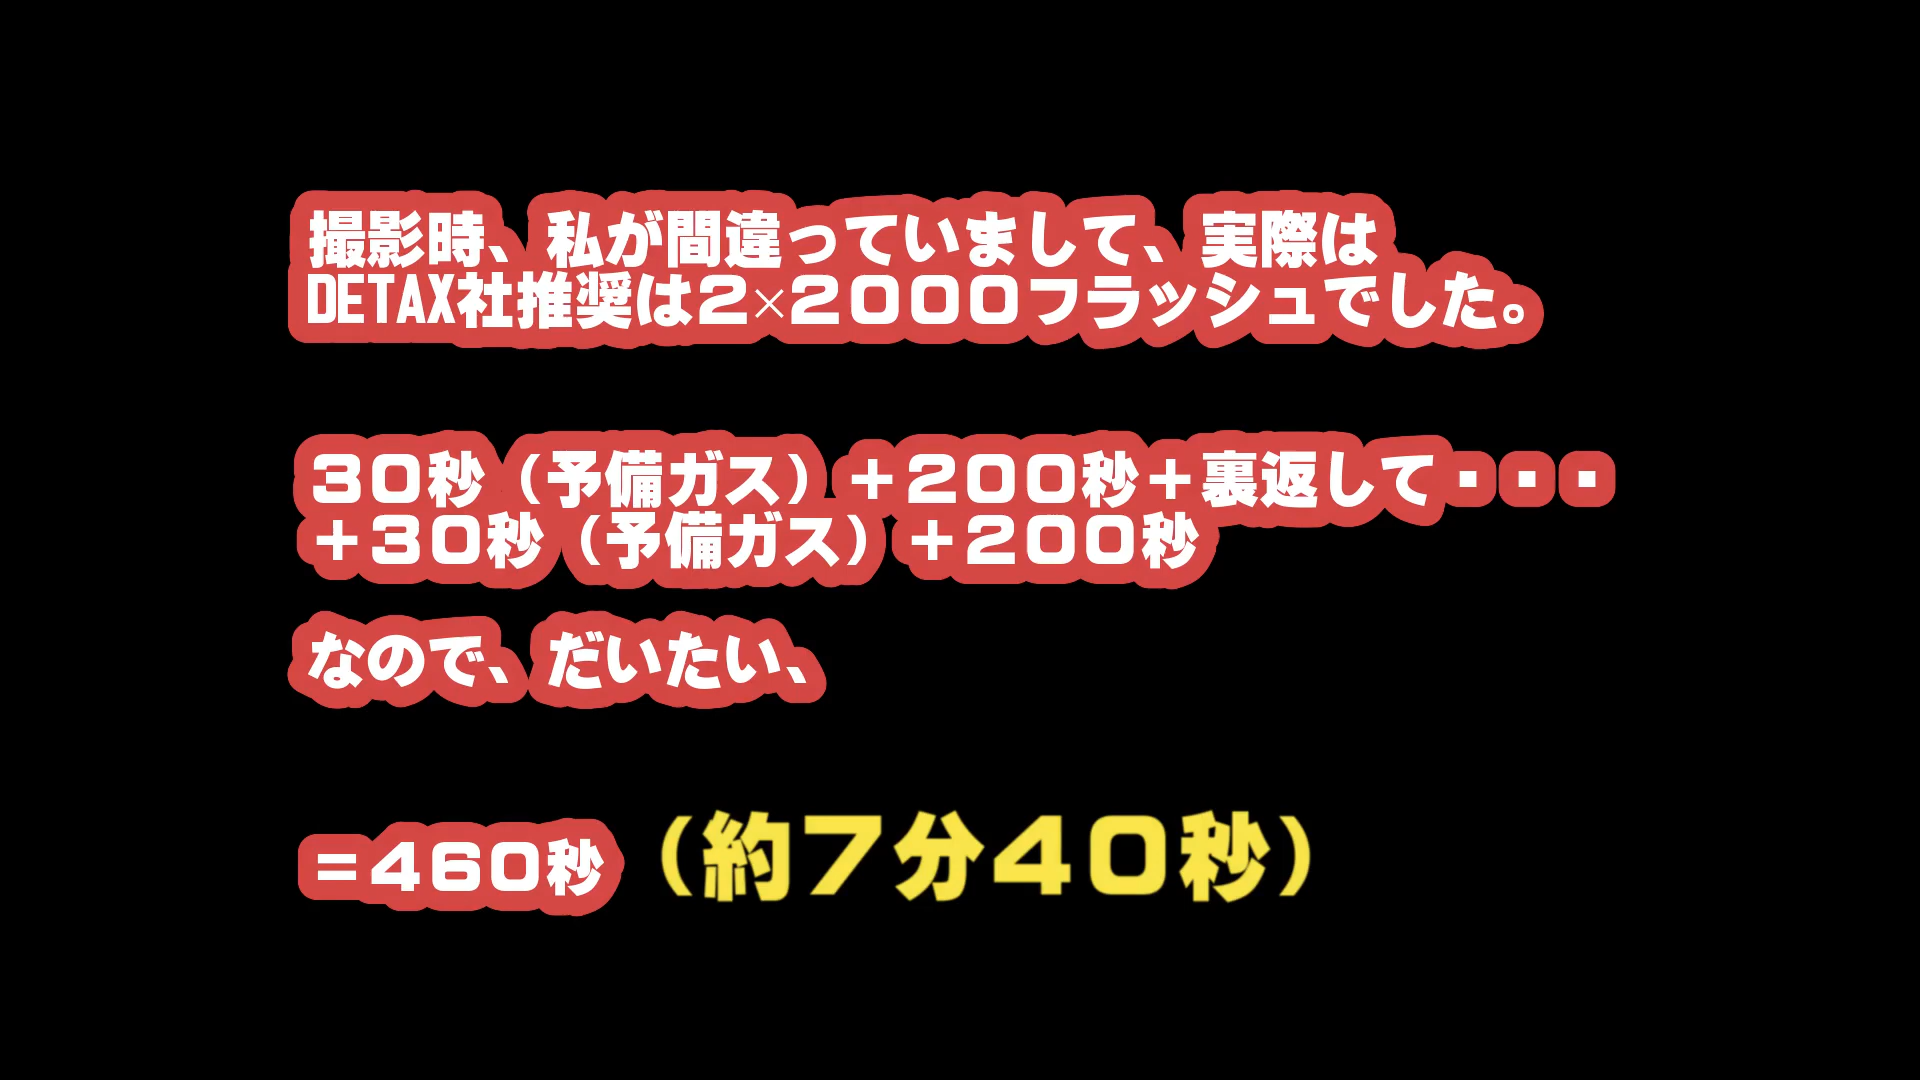 撮影時、私が間違っていまして、実際は
DETAX社推奨は２×２０００フラッシュでした。
３０秒（予備ガス）＋２００秒＋裏返して・・・
＋３０秒（予備ガス）＋２００秒
なので、だいたい、
＝４６０秒（約７分４０秒）